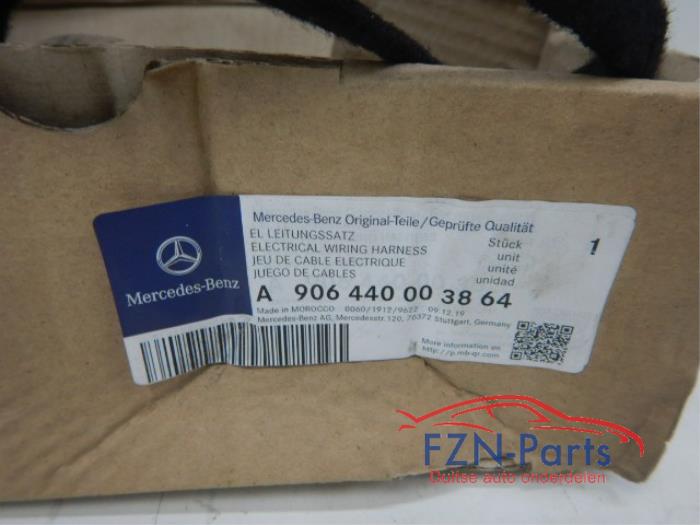 Mercedes-Benz Original-Teile/Geprüfte Qualität
EL LEITUNGSSATZ
ELECTRICAL WIRING HARNESS
JEU DE CABLE ELECTRIQUE
JUEGO DE CABLES
Stück
unit
unité
unidad
1
Mercedes-Benz
A 906 440 00 38 64
Made in MOROCCO 0060/1912/9622 09.12.19
Mercedes-Benz AG, Mercedesstr.120, 70372 Stuttgart, Germany
More information on
http://p.mb-qr.com
FZN-Parts
Duitse auto onderdelen